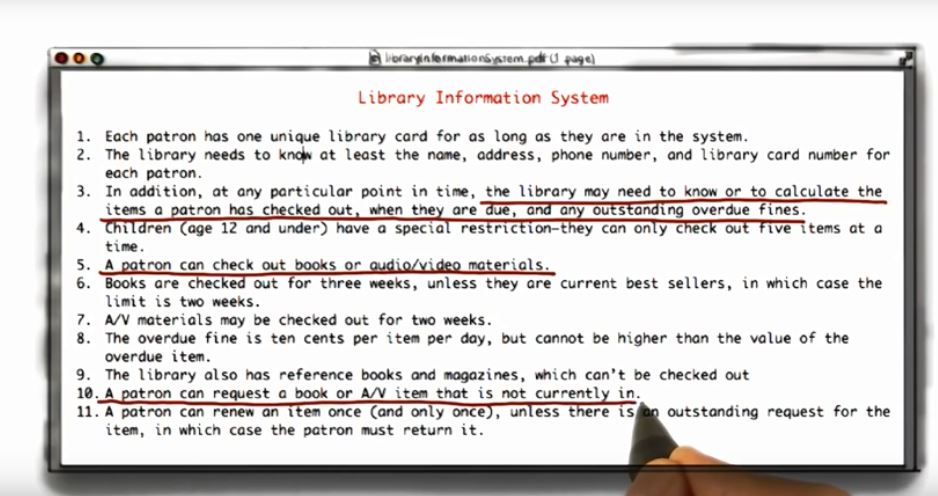 libraryInformationSystem.pdf (1 page)
Library Information System
1. Each patron has one unique library card for as long as they are in the system.
2. The library needs to know at least the name, address, phone number, and library card number for
each patron.
3. In addition, at any particular point in time, the library may need to know or to calculate the
items a patron has checked out, when they are due, and any outstanding overdue fines.
4. Children (age 12 and under) have a special restriction–they can only check out five items at a
time.
5. A patron can check out books or audio/video materials.
6. Books are checked out for three weeks, unless they are current best sellers, in which case the
limit is two weeks.
7. A/V materials may be checked out for two weeks.
8. The overdue fine is ten cents per item per day, but cannot be higher than the value of the
overdue item.
9. The library also has reference books and magazines, which can't be checked out
10. A patron can request a book or A/V item that is not currently in.
11. A patron can renew an item once (and only once), unless there is an outstanding request for the
item, in which case the patron must return it.